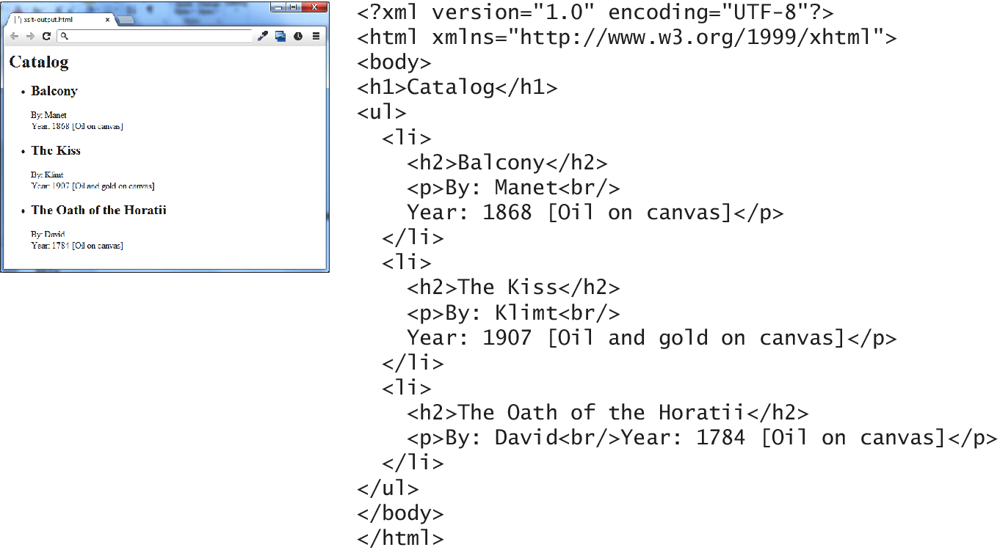 xslt-output.html
Catalog
• Balcony
By: Manet
Year: 1868 [Oil on canvas]
• The Kiss
By: Klimt
Year: 1907 [Oil and gold on canvas]
• The Oath of the Horatii
By: David
Year: 1784 [Oil on canvas]
<?xml version="1.0" encoding="UTF-8"?>
<html xmlns="http://www.w3.org/1999/xhtml">
<body>
<h1>Catalog</h1>
<ul>
  <li>
    <h2>Balcony</h2>
    <p>By: Manet<br/>
    Year: 1868 [Oil on canvas]</p>
  </li>
  <li>
    <h2>The Kiss</h2>
    <p>By: Klimt<br/>
    Year: 1907 [Oil and gold on canvas]</p>
  </li>
  <li>
    <h2>The Oath of the Horatii</h2>
    <p>By: David<br/>Year: 1784 [Oil on canvas]</p>
  </li>
</ul>
</body>
</html>